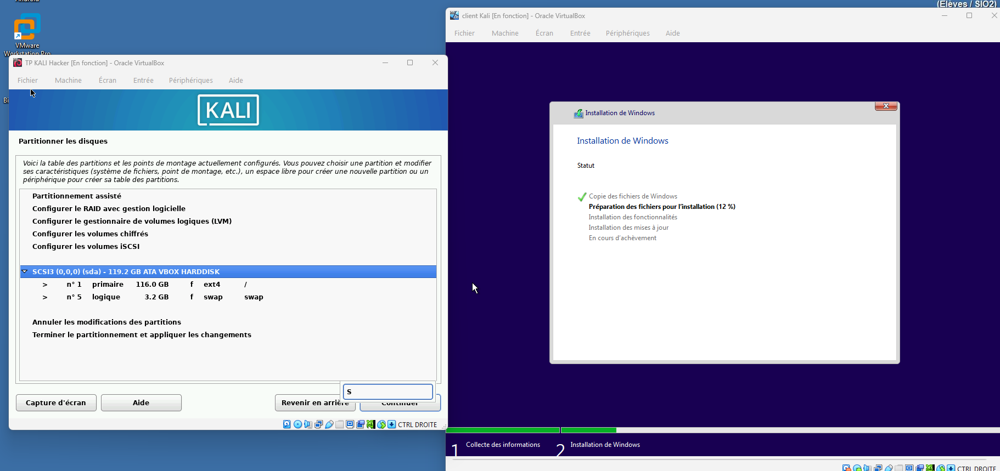 Android
(Elèves / SIO2)
VMware
Workstation Pro
Bi
TP KALI Hacker [En fonction] - Oracle VirtualBox
Fichier Machine Écran Entrée Périphériques Aide
KALI
Partitionner les disques
Voici la table des partitions et les points de montage actuellement configurés. Vous pouvez choisir une partition et modifier
ses caractéristiques (système de fichiers, point de montage, etc.), un espace libre pour créer une nouvelle partition ou un
périphérique pour créer sa table des partitions.
Partitionnement assisté
Configurer le RAID avec gestion logicielle
Configurer le gestionnaire de volumes logiques (LVM)
Configurer les volumes chiffrés
Configurer les volumes iSCSI
SCSI3 (0,0,0) (sda) - 119.2 GB ATA VBOX HARDDISK
> n° 1 primaire 116.0 GB f ext4 /
> n° 5 logique 3.2 GB f swap swap
Annuler les modifications des partitions
Terminer le partitionnement et appliquer les changements
S
Capture d'écran Aide Revenir en arrière Continuer
CTRL DROITE
client Kali [En fonction] - Oracle VirtualBox
Fichier Machine Écran Entrée Périphériques Aide
Installation de Windows
Installation de Windows
Statut
Copie des fichiers de Windows
Préparation des fichiers pour l'installation (12 %)
Installation des fonctionnalités
Installation des mises à jour
En cours d'achèvement
1 Collecte des informations 2 Installation de Windows
CTRL DROITE